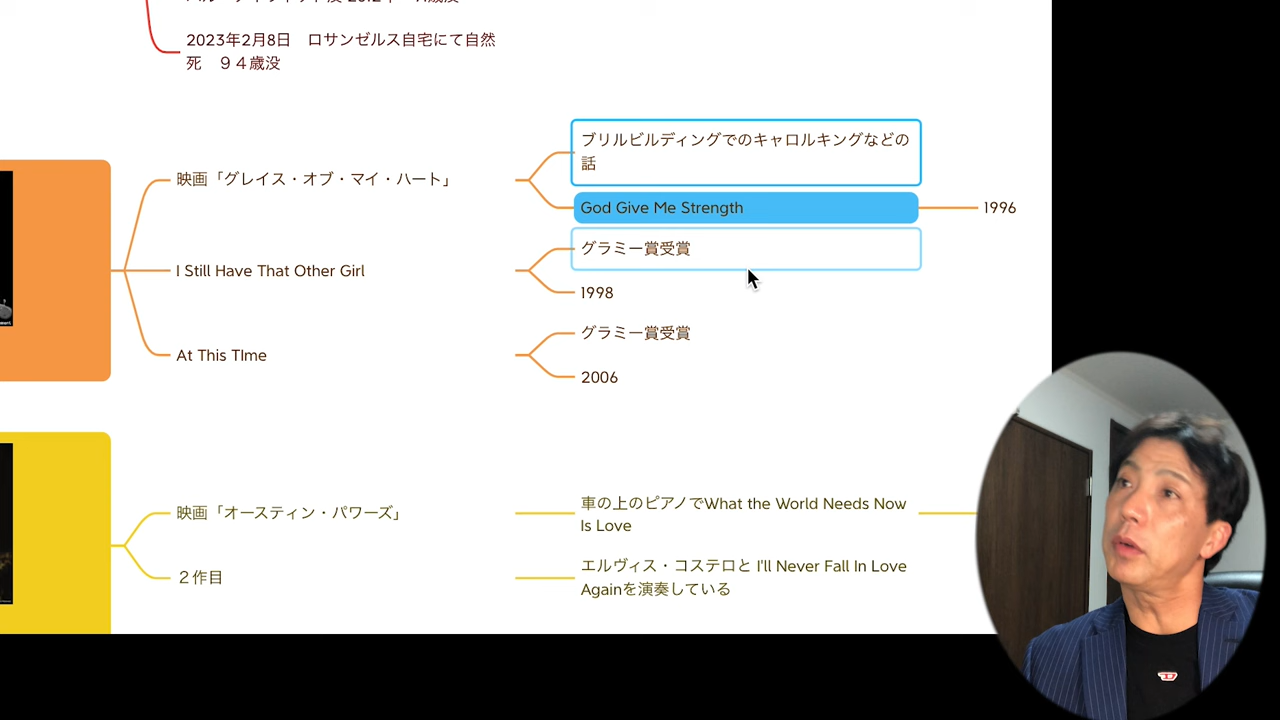 2023年2月8日　ロサンゼルス自宅にて自然
死　９４歳没
ブリルビルディングでのキャロルキングなどの
話
映画「グレイス・オブ・マイ・ハート」
God Give Me Strength
1996
グラミー賞受賞
I Still Have That Other Girl
1998
グラミー賞受賞
At This TIme
2006
車の上のピアノでWhat the World Needs Now
Is Love
映画「オースティン・パワーズ」
エルヴィス・コステロと I'll Never Fall In Love
Againを演奏している
２作目